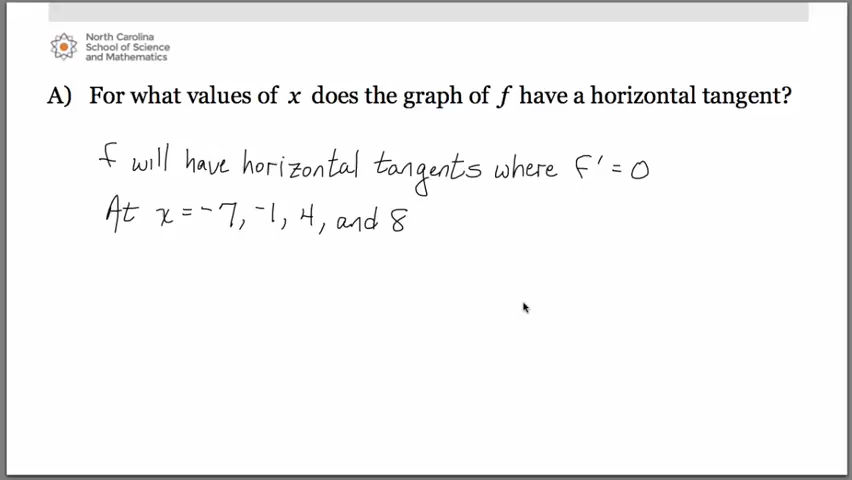 North Carolina
School of Science
and Mathematics
A) For what values of x does the graph of f have a horizontal tangent?
f will have horizontal tangents where f' = 0
At x = -7, -1, 4, and 8